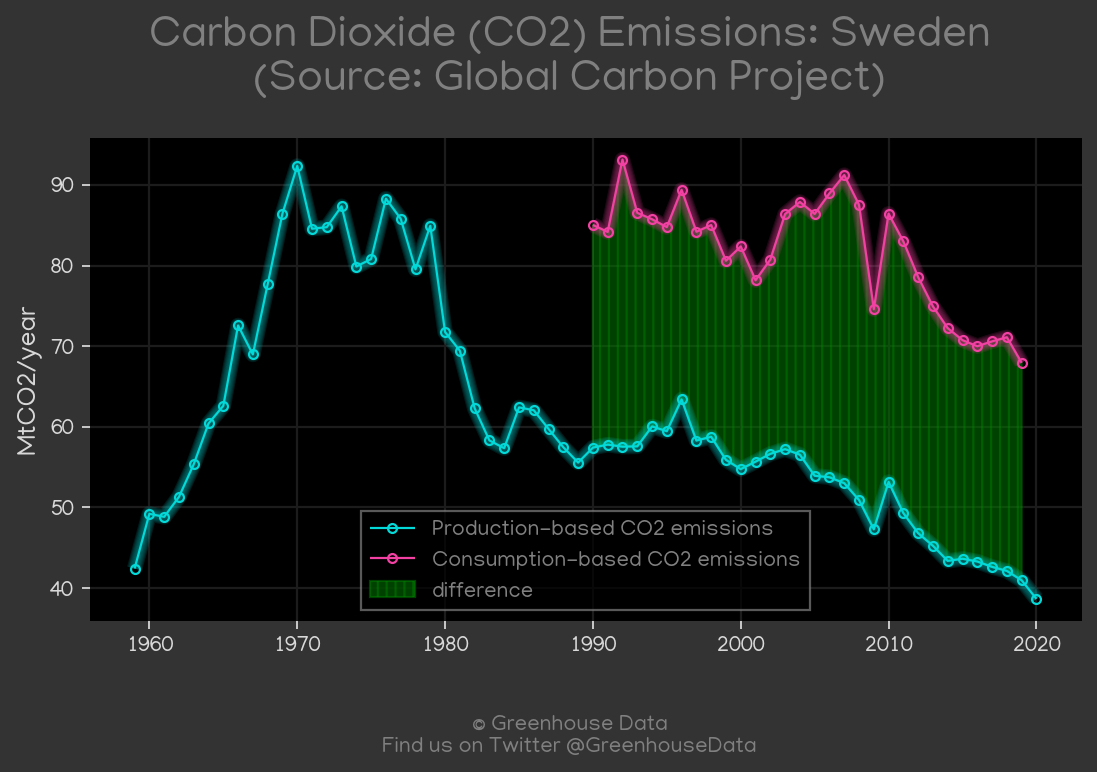 Carbon Dioxide (CO2) Emissions: Sweden
(Source: Global Carbon Project)
MtCO2/year
90
80
70
60
50
40
Production-based CO2 emissions
Consumption-based CO2 emissions
difference
1960 1970 1980 1990 2000 2010 2020
© Greenhouse Data
Find us on Twitter @GreenhouseData